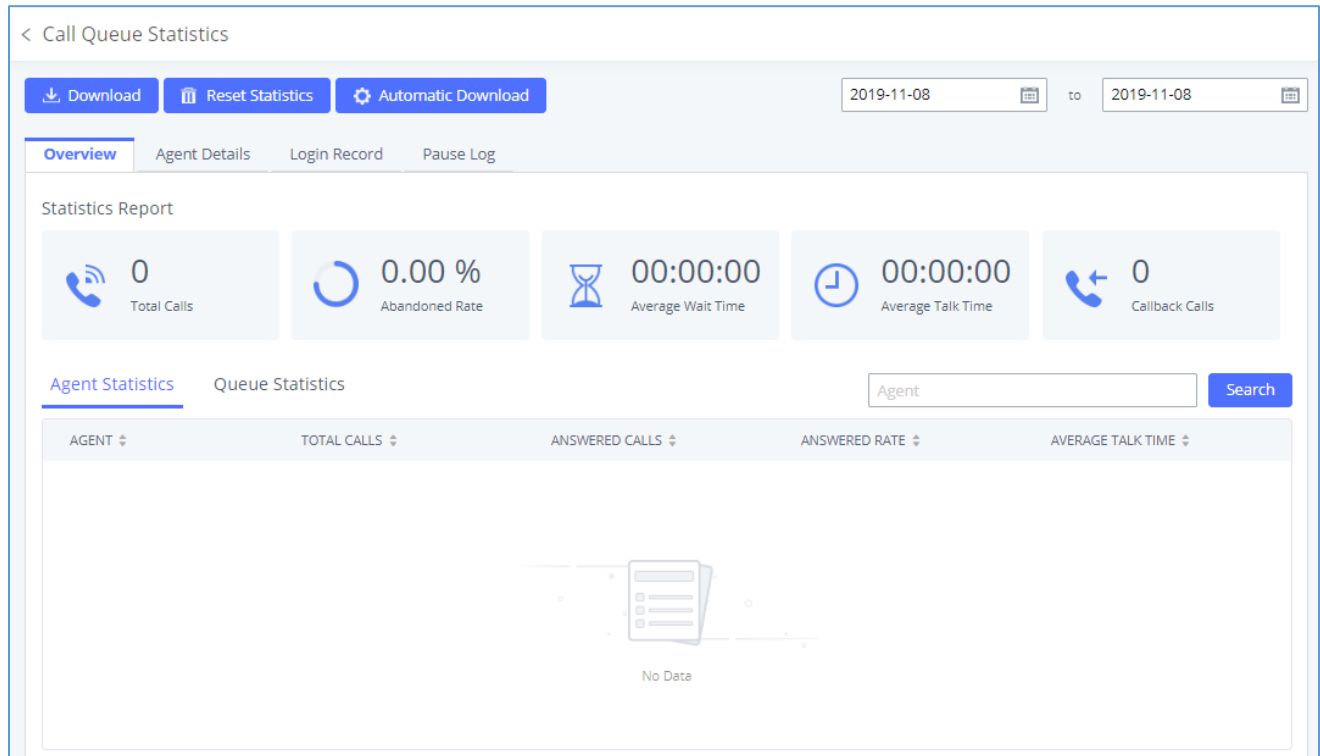 Call Queue Statistics
Download Reset Statistics Automatic Download 2019-11-08 to 2019-11-08
Overview Agent Details Login Record Pause Log
Statistics Report
0 0.00 % 00:00:00 00:00:00 0
Total Calls Abandoned Rate Average Wait Time Average Talk Time Callback Calls
Agent Statistics Queue Statistics Agent Search
AGENT TOTAL CALLS ANSWERED CALLS ANSWERED RATE AVERAGE TALK TIME
No Data